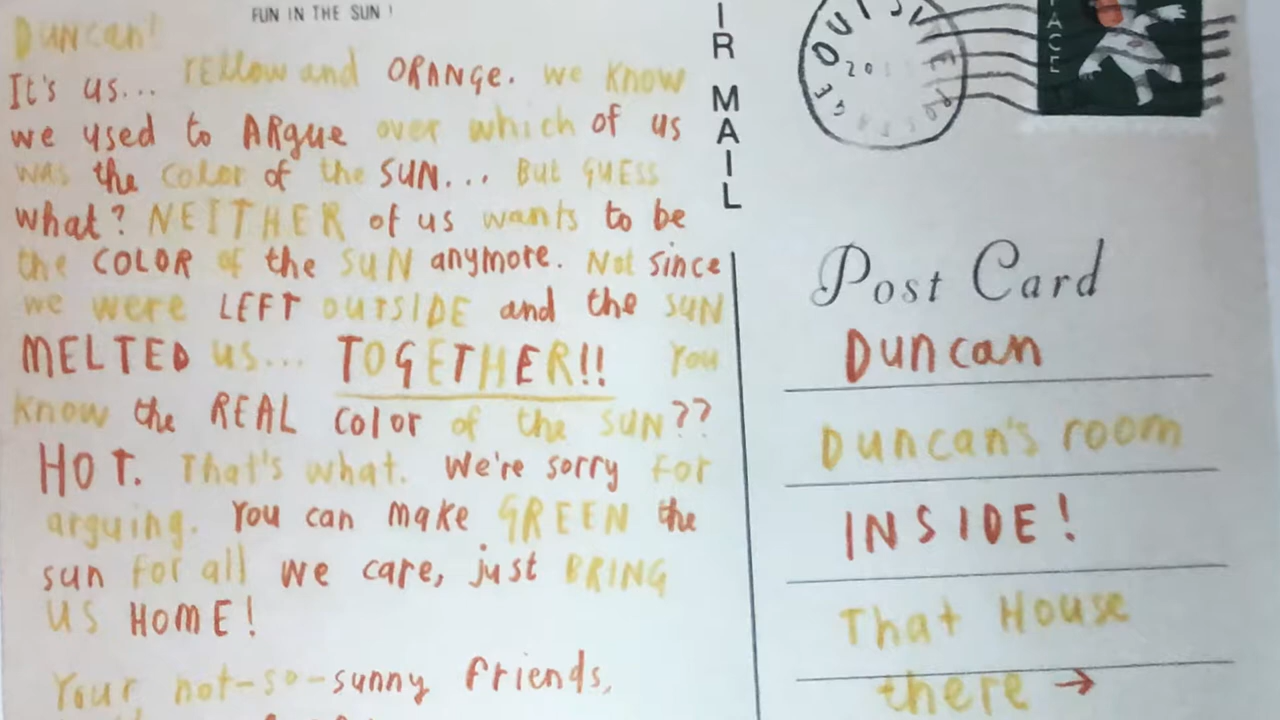 FUN IN THE SUN !
Duncan!
It's us... Yellow and ORANGE. we know
we used to ARgue over which of us
was the color of the SUN... But GUESS
what? NEITHER of us wants to be
the COLOR of the SUN anymore. Not since
we were LEFT OUTSIDE and the SUN
MELTED us... TOGETHER!! You
know the REAL color of the SUN??
HOT. That's what. We're sorry for
arguing. You can make GREEN the
sun for all we care, just BRING
US HOME!
Your not-so-sunny friends,
IR MAIL
Post Card
Duncan
Duncan's room
INSIDE!
That House
there →